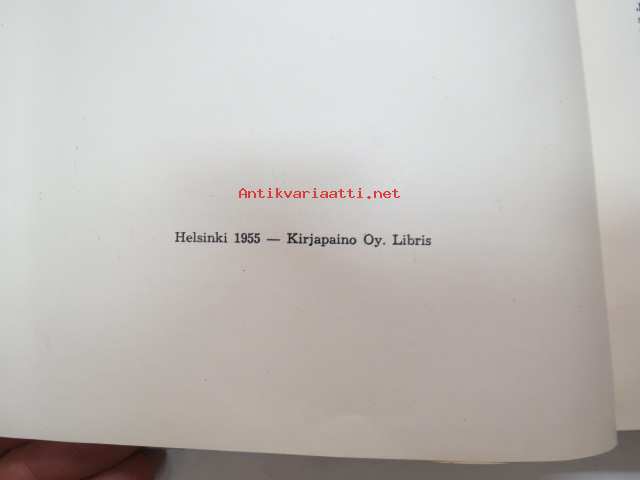 Antikvariaatti.net
Helsinki 1955 — Kirjapaino Oy. Libris